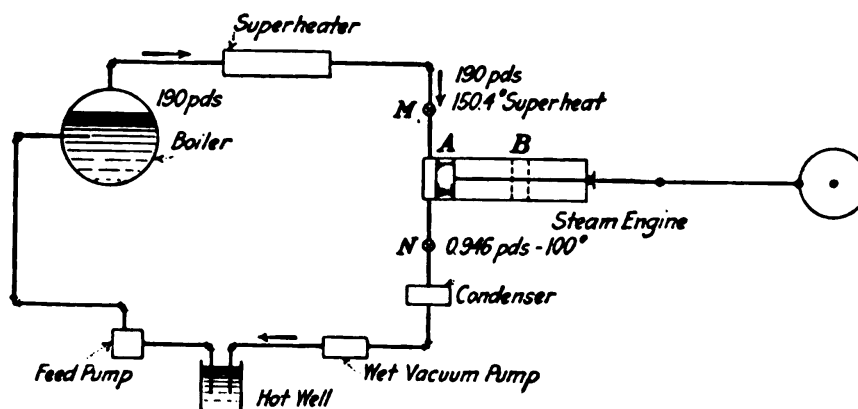 Superheater
190 pds
190 pds
150.4° Superheat
M
Boiler
A B
Steam Engine
N
0.946 pds - 100°
Condenser
Feed Pump
Wet Vacuum Pump
Hot Well